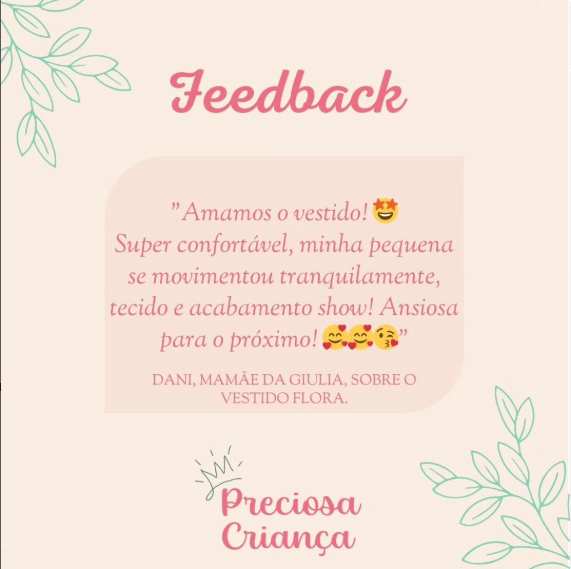 Feedback
"Amamos o vestido! 🤩
Super confortável, minha pequena
se movimentou tranquilamente,
tecido e acabamento show! Ansiosa
para o próximo! 🥰🥰😘"
DANI, MAMÃE DA GIULIA, SOBRE O
VESTIDO FLORA.
Preciosa
Criança